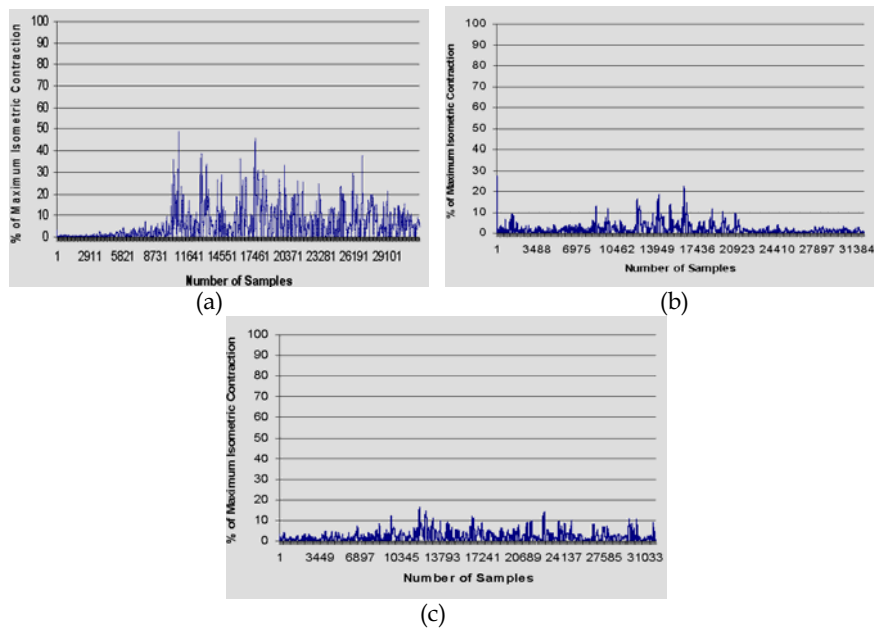 % of Maximum Isometric Contraction
100
90
80
70
60
50
40
30
20
10
0
1 2911 5821 8731 11641 14551 17461 20371 23281 26191 29101
Number of Samples
(a)
% of Maximum Isometric Contraction
100
90
80
70
60
50
40
30
20
10
0
1 3488 6975 10462 13949 17436 20923 24410 27897 31384
Number of Samples
(b)
% of Maximum Isometric Contraction
100
90
80
70
60
50
40
30
20
10
0
1 3449 6897 10345 13793 17241 20689 24137 27585 31033
Number of Samples
(c)